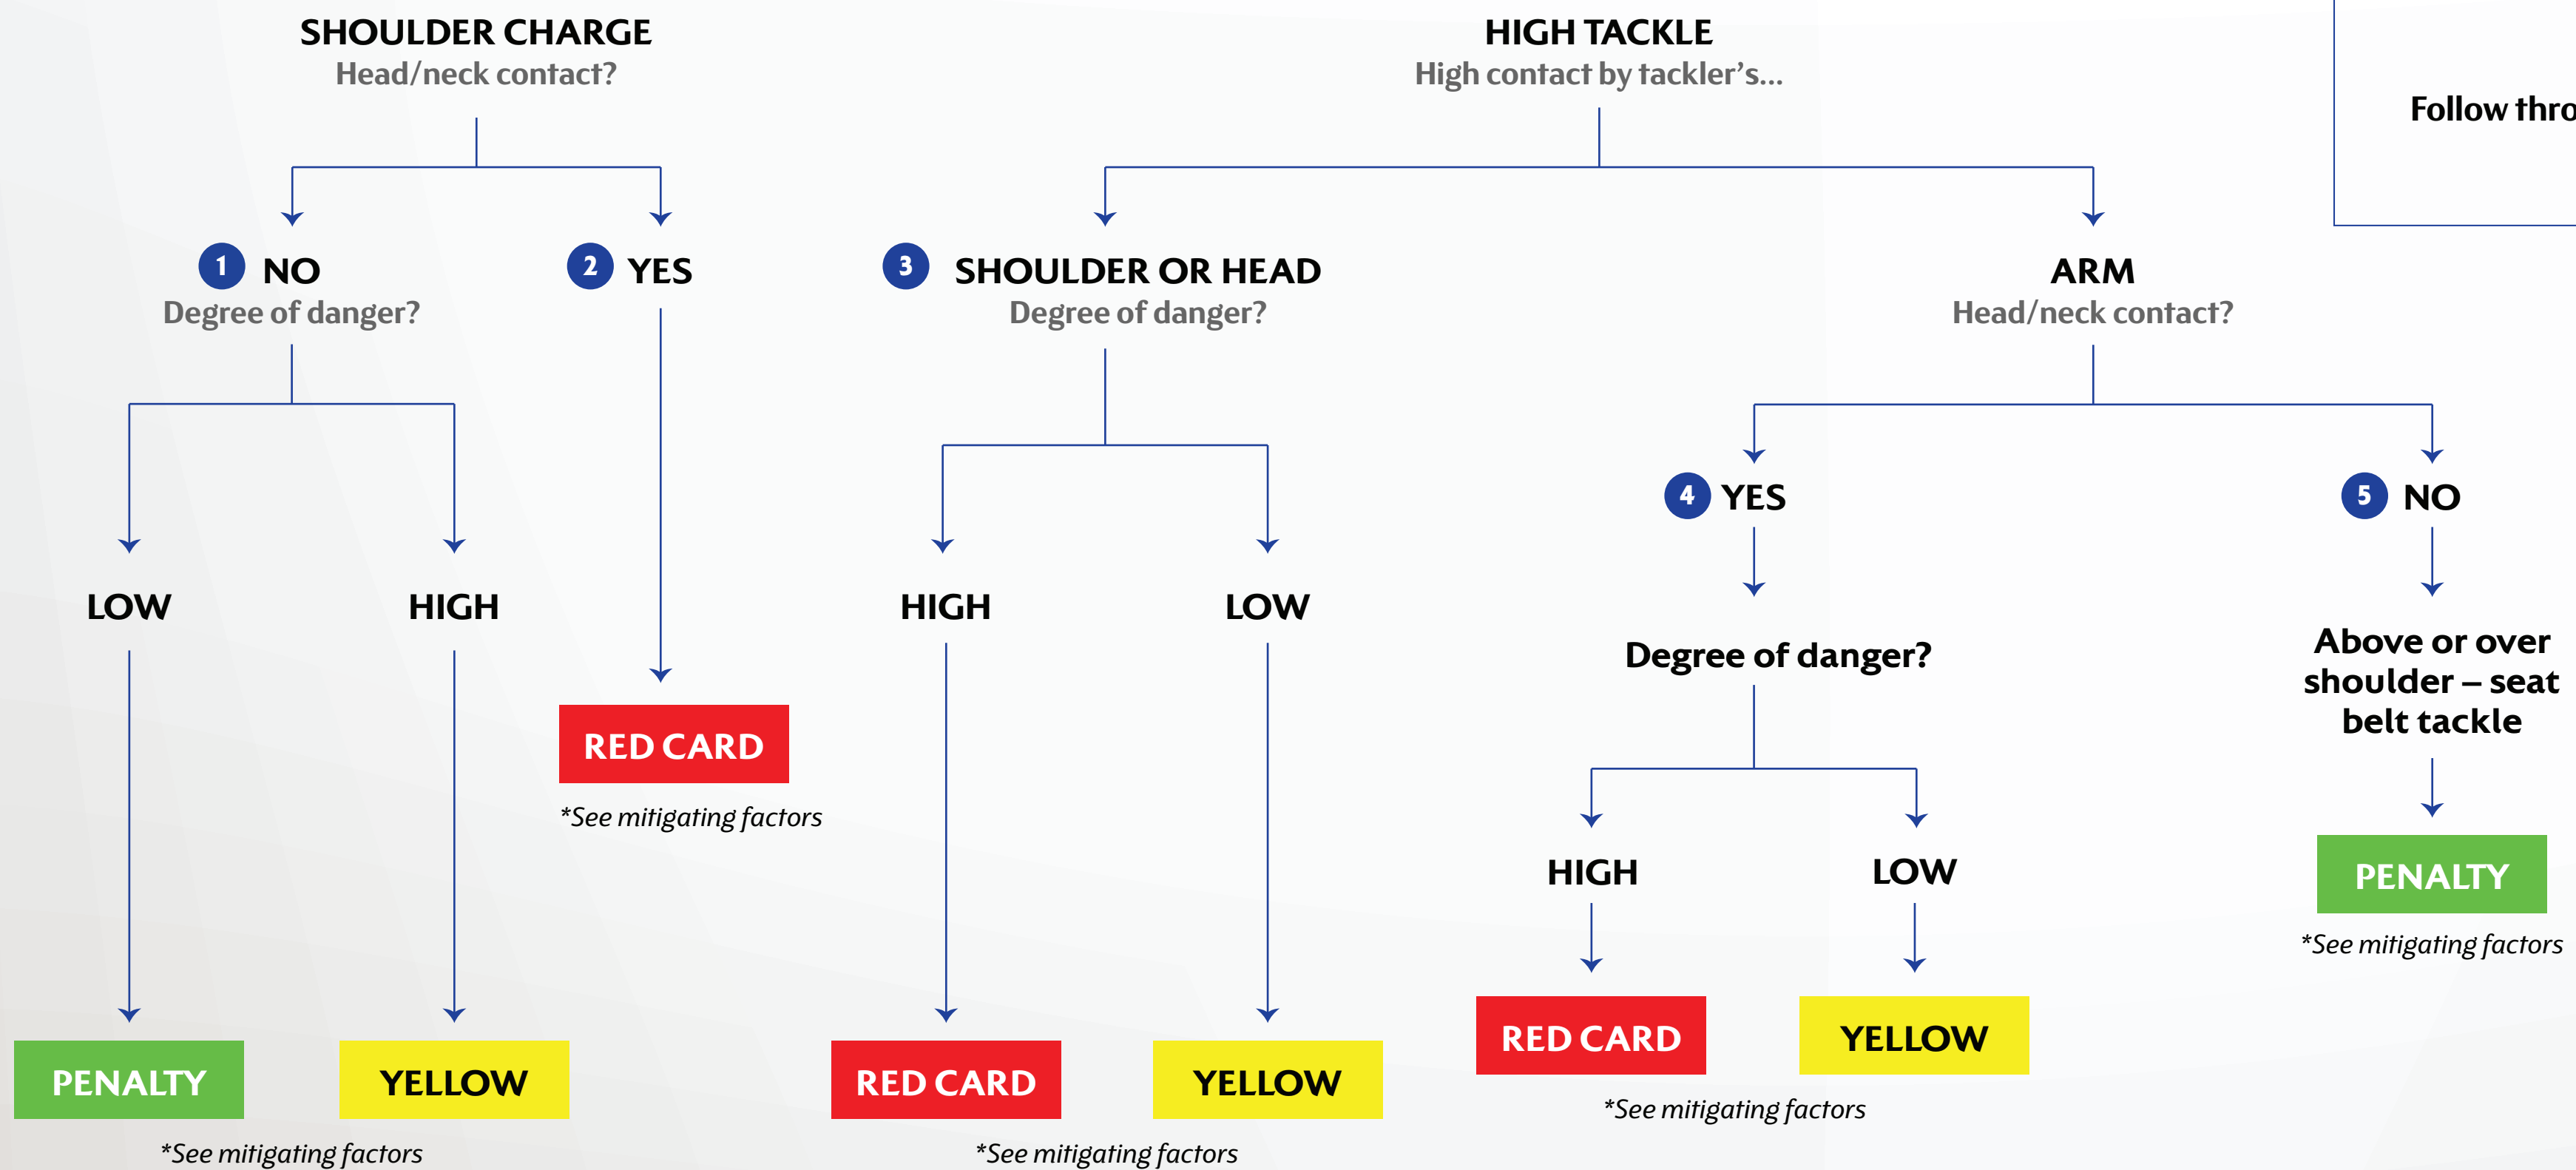 SHOULDER CHARGE
Head/neck contact?
1 NO
Degree of danger?
2 YES
LOW
HIGH
RED CARD
*See mitigating factors
PENALTY
YELLOW
*See mitigating factors
HIGH TACKLE
High contact by tackler’s...
3 SHOULDER OR HEAD
Degree of danger?
HIGH
LOW
RED CARD
YELLOW
*See mitigating factors
ARM
Head/neck contact?
4 YES
Degree of danger?
HIGH
LOW
RED CARD
YELLOW
*See mitigating factors
5 NO
Above or over
shoulder – seat
belt tackle
PENALTY
*See mitigating factors
Follow